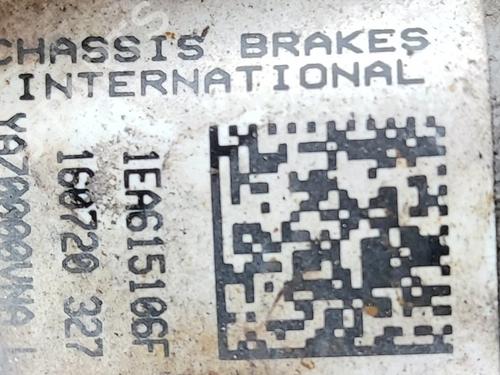 CHASSIS BRAKES
INTERNATIONAL
1EA615106F
160720 327